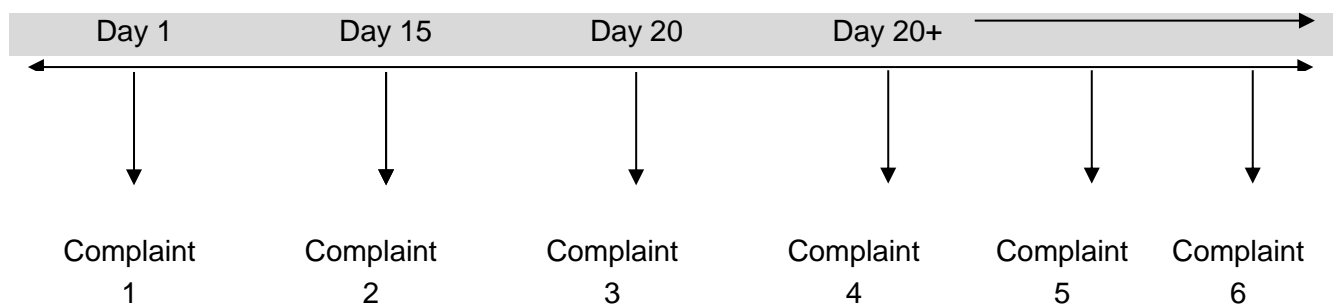 Day 1 Day 15 Day 20 Day 20+
Complaint Complaint Complaint Complaint Complaint Complaint
1 2 3 4 5 6